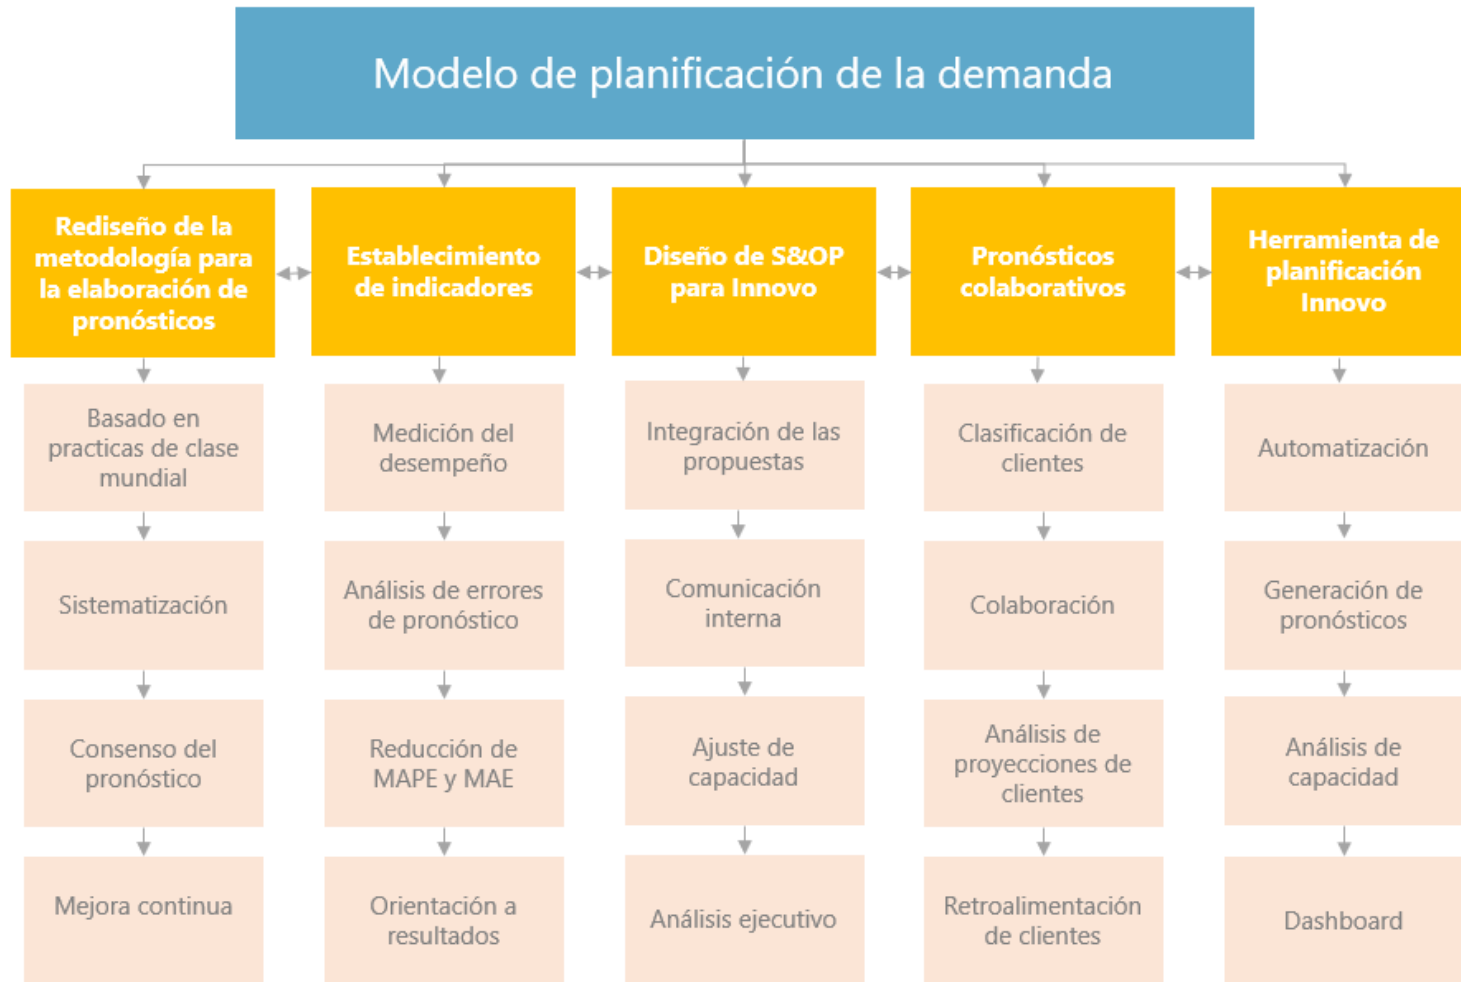 Modelo de planificación de la demanda
Rediseño de la
metodología para
la elaboración de
pronósticos
Establecimiento
de indicadores
Diseño de S&OP
para Innovo
Pronósticos
colaborativos
Herramienta de
planificación
Innovo
Basado en
practicas de clase
mundial
Medición del
desempeño
Integración de las
propuestas
Clasificación de
clientes
Automatización
Sistematización
Análisis de errores
de pronóstico
Comunicación
interna
Colaboración
Generación de
pronósticos
Consenso del
pronóstico
Reducción de
MAPE y MAE
Ajuste de
capacidad
Análisis de
proyecciones de
clientes
Análisis de
capacidad
Mejora continua
Orientación a
resultados
Análisis ejecutivo
Retroalimentación
de clientes
Dashboard